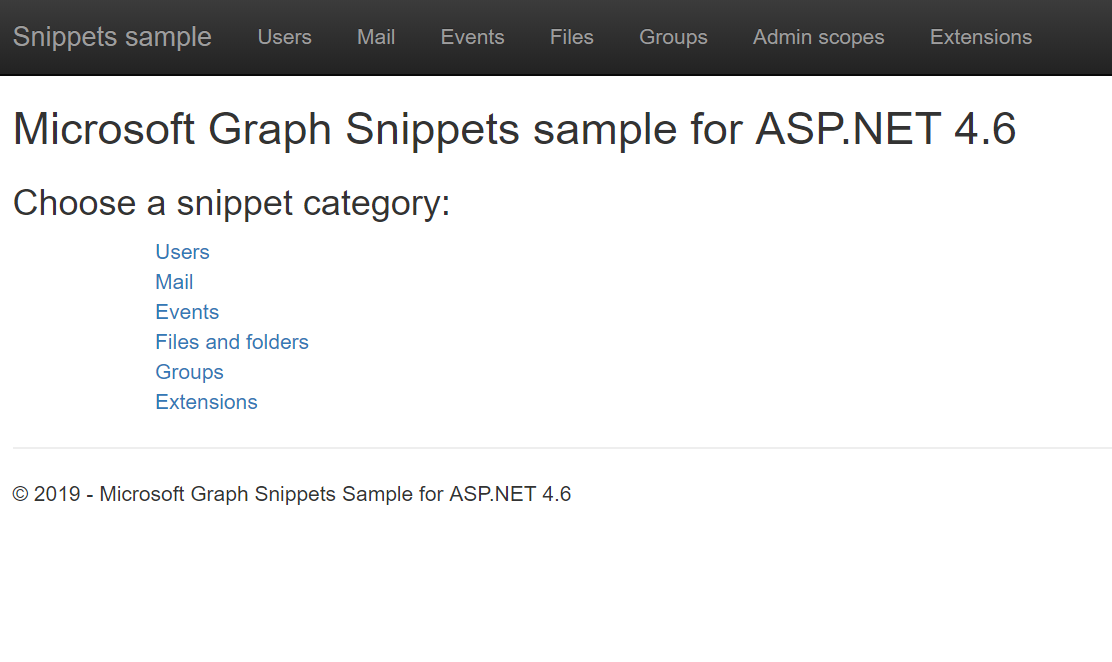 Snippets sample Users Mail Events Files Groups Admin scopes Extensions
Microsoft Graph Snippets sample for ASP.NET 4.6
Choose a snippet category:
Users
Mail
Events
Files and folders
Groups
Extensions
© 2019 - Microsoft Graph Snippets Sample for ASP.NET 4.6